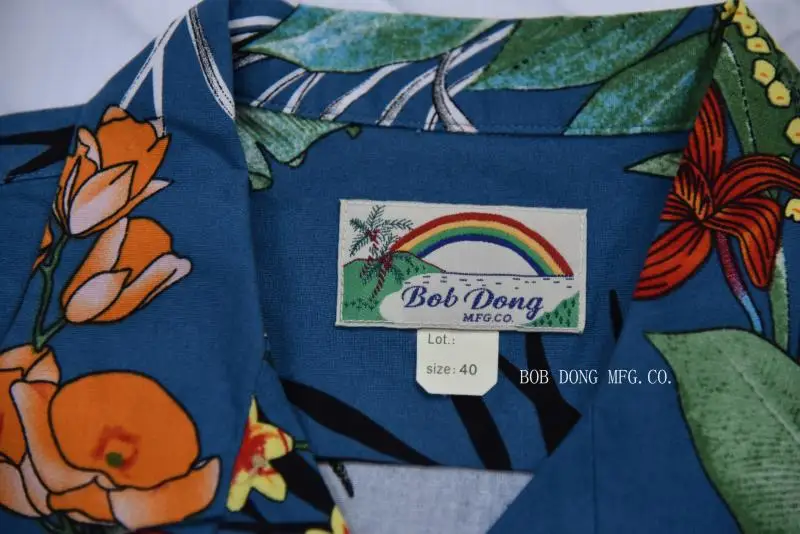 Bob Dong
MFG.CO.
Lot.:
size: 40
BOB DONG MFG. CO.